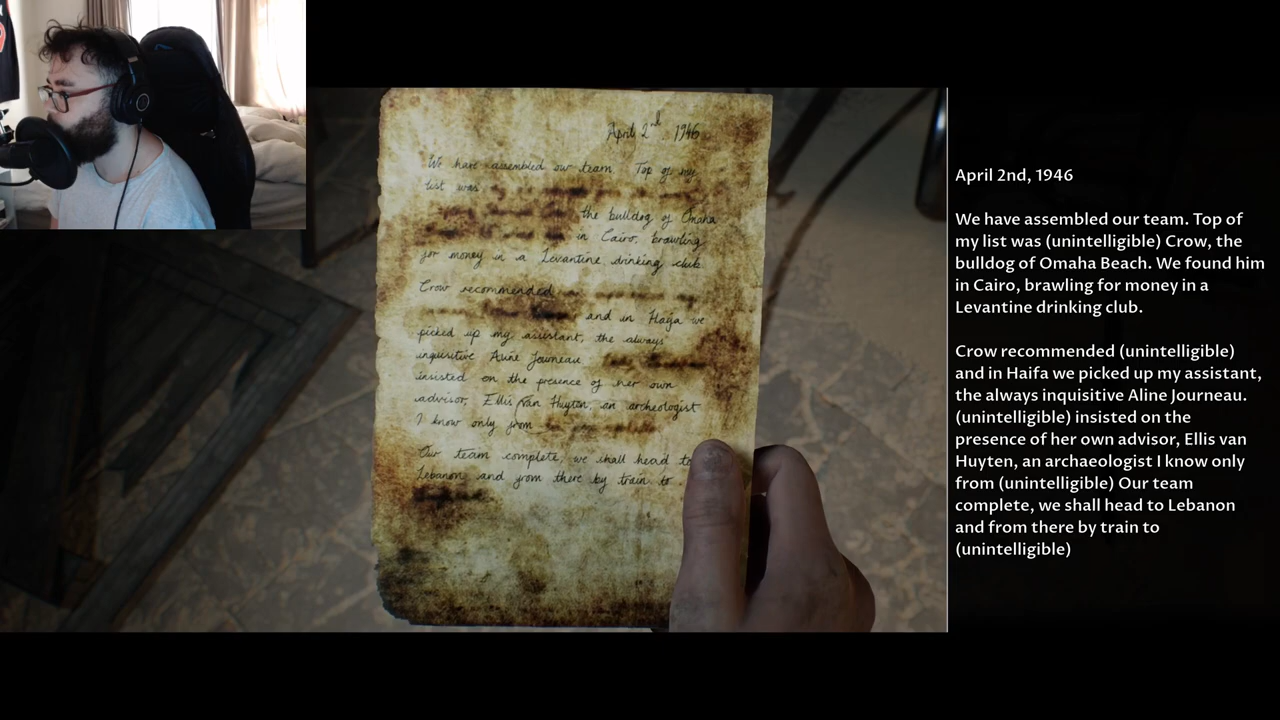 April 2nd, 1946
We have assembled our team. Top of my
list was
the bulldog of Omaha
in Cairo, brawling
for money in a Levantine drinking club.
Crow recommended
and in Haifa we
picked up my assistant, the always
inquisitive Aline Journeau
insisted on the presence of her own
advisor, Ellis van Huyten, an archeologist
I know only from
Our team complete, we shall head to
Lebanon and from there by train to
April 2nd, 1946
We have assembled our team. Top of
my list was (unintelligible) Crow, the
bulldog of Omaha Beach. We found him
in Cairo, brawling for money in a
Levantine drinking club.
Crow recommended (unintelligible)
and in Haifa we picked up my assistant,
the always inquisitive Aline Journeau.
(unintelligible) insisted on the
presence of her own advisor, Ellis van
Huyten, an archaeologist I know only
from (unintelligible) Our team
complete, we shall head to Lebanon
and from there by train to
(unintelligible)